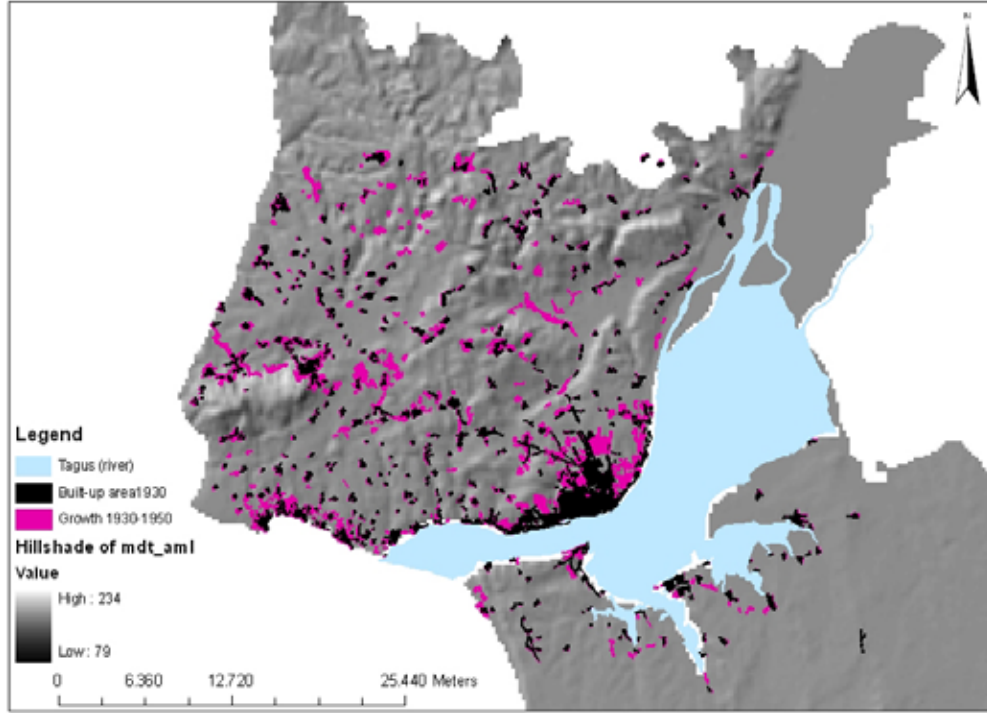 N
Legend
Tagus (river)
Built-up area1930
Growth 1930-1950
Hillshade of mdt_aml
Value
High : 234
Low : 79
0 6.360 12.720 25.440 Meters